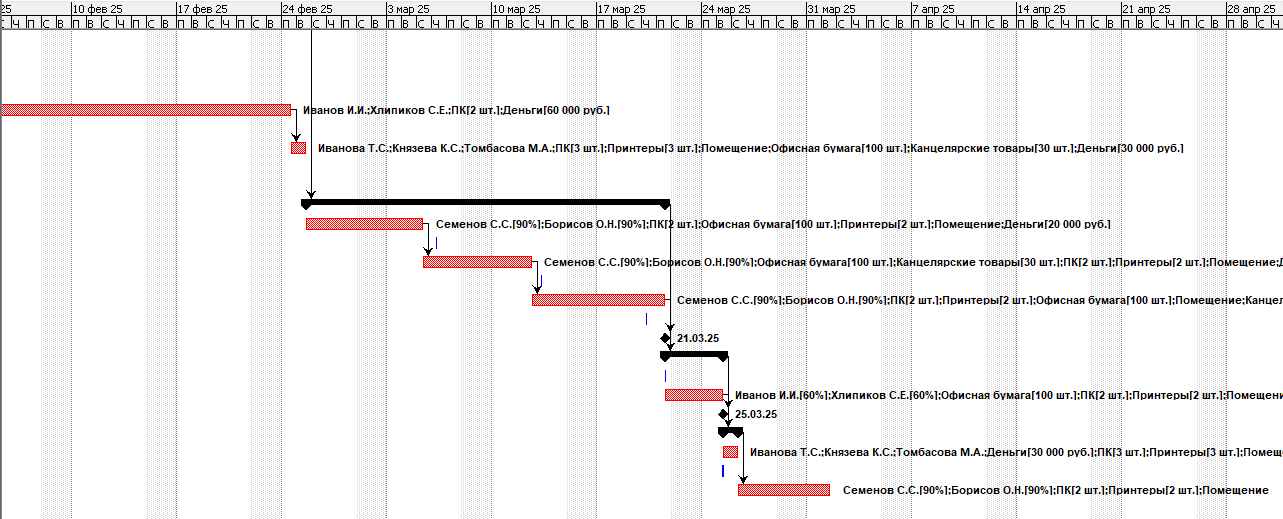 25 10 фев 25 17 фев 25 24 фев 25 3 мар 25 10 мар 25 17 мар 25 24 мар 25 31 мар 25 7 апр 25 14 апр 25 21 апр 25 28 апр 25
Ч П С В П В С Ч П С В П В С Ч П С В П В С Ч П С В П В С Ч П С В П В С Ч П С В П В С Ч П С В П В С Ч П С В П В С Ч П С В П В С Ч П С В П В С Ч П С В П В С Ч П С В П В С Ч
Иванов И.И.;Хлипиков С.Е.;ПК[2 шт.];Деньги[60 000 руб.]
Иванова Т.С.;Князева К.С.;Томбасова М.А.;ПК[3 шт.];Принтеры[3 шт.];Помещение;Офисная бумага[100 шт.];Канцелярские товары[30 шт.];Деньги[30 000 руб.]
Семенов С.С.[90%];Борисов О.Н.[90%];ПК[2 шт.];Офисная бумага[100 шт.];Принтеры[2 шт.];Помещение;Деньги[20 000 руб.]
Семенов С.С.[90%];Борисов О.Н.[90%];Офисная бумага[100 шт.];Канцелярские товары[30 шт.];ПК[2 шт.];Принтеры[2 шт.];Помещение;
Семенов С.С.[90%];Борисов О.Н.[90%];ПК[2 шт.];Принтеры[2 шт.];Офисная бумага[100 шт.];Помещение;Канцел
21.03.25
Иванов И.И.[60%];Хлипиков С.Е.[60%];Офисная бумага[100 шт.];ПК[2 шт.];Принтеры[2 шт.];Помещени
25.03.25
Иванова Т.С.;Князева К.С.;Томбасова М.А.;Деньги[30 000 руб.];ПК[3 шт.];Принтеры[3 шт.];Помещ
Семенов С.С.[90%];Борисов О.Н.[90%];ПК[2 шт.];Принтеры[2 шт.];Помещение